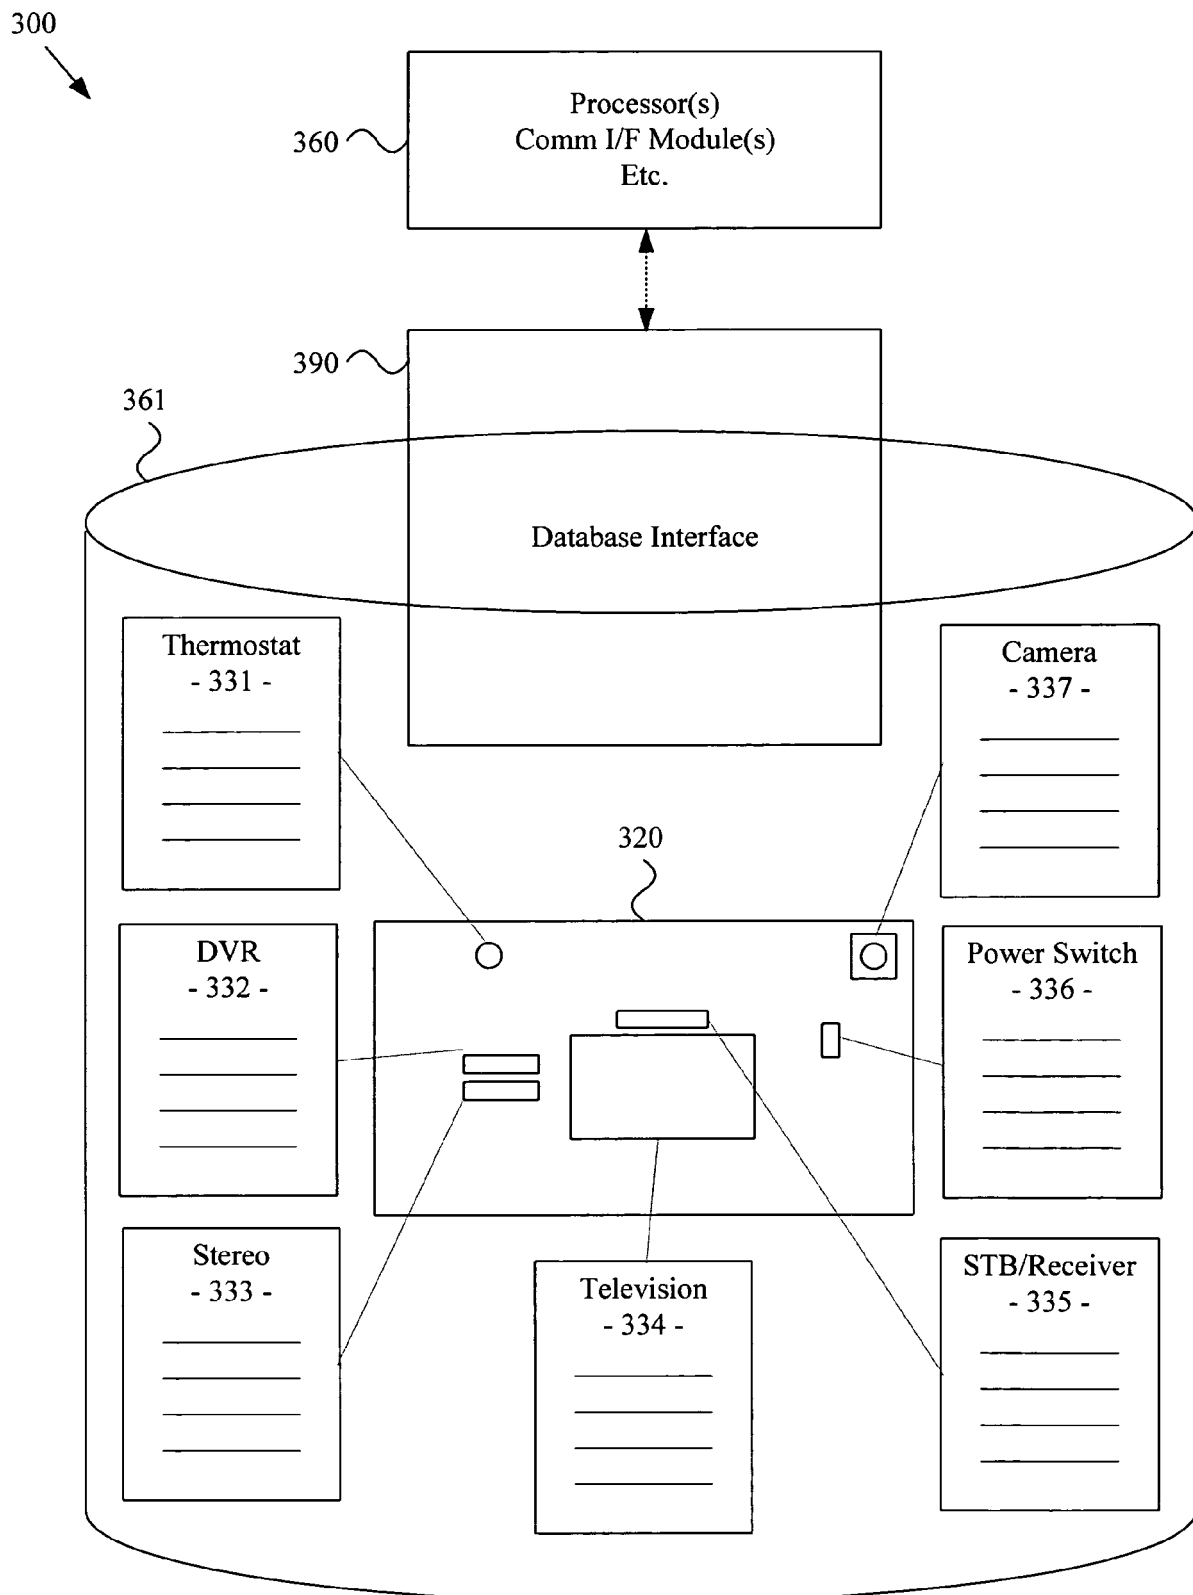 300
Processor(s)
Comm I/F Module(s)
Etc.
360
390
361
Database Interface
Thermostat
- 331 -
Camera
- 337 -
320
DVR
- 332 -
Power Switch
- 336 -
Stereo
- 333 -
Television
- 334 -
STB/Receiver
- 335 -